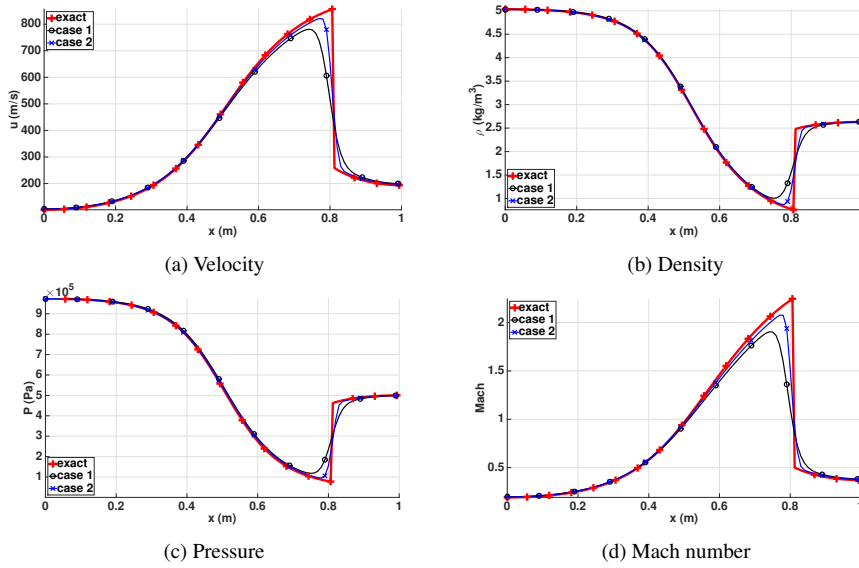 800
700
600
500
400
300
200
u (m/s)
exact
case 1
case 2
0
0.2
0.4
0.6
0.8
1
x (m)
(a) Velocity
5
4.5
4
3.5
3
2.5
2
1.5
1
ρ (kg/m³)
exact
case 1
case 2
0
0.2
0.4
0.6
0.8
1
x (m)
(b) Density
× 10⁵
9
8
7
6
5
4
3
2
1
P (Pa)
exact
case 1
case 2
0
0.2
0.4
0.6
0.8
1
x (m)
(c) Pressure
2
1.5
1
0.5
Mach
exact
case 1
case 2
0
0.2
0.4
0.6
0.8
1
x (m)
(d) Mach number